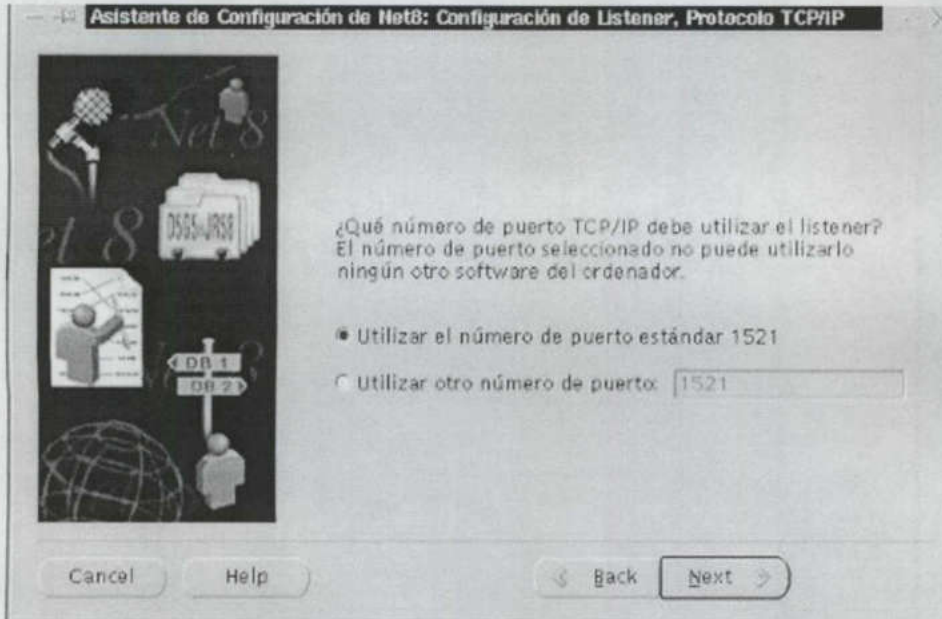 Asistente de Configuración de Net8: Configuración de Listener, Protocolo TCP/IP
Net 8
et 8
DB 1
DB 2
¿Qué número de puerto TCP/IP debe utilizar el listener?
El número de puerto seleccionado no puede utilizarlo
ningún otro software del ordenador.
Utilizar el número de puerto estándar 1521
Utilizar otro número de puerto: 1521
Cancel
Help
Back
Next